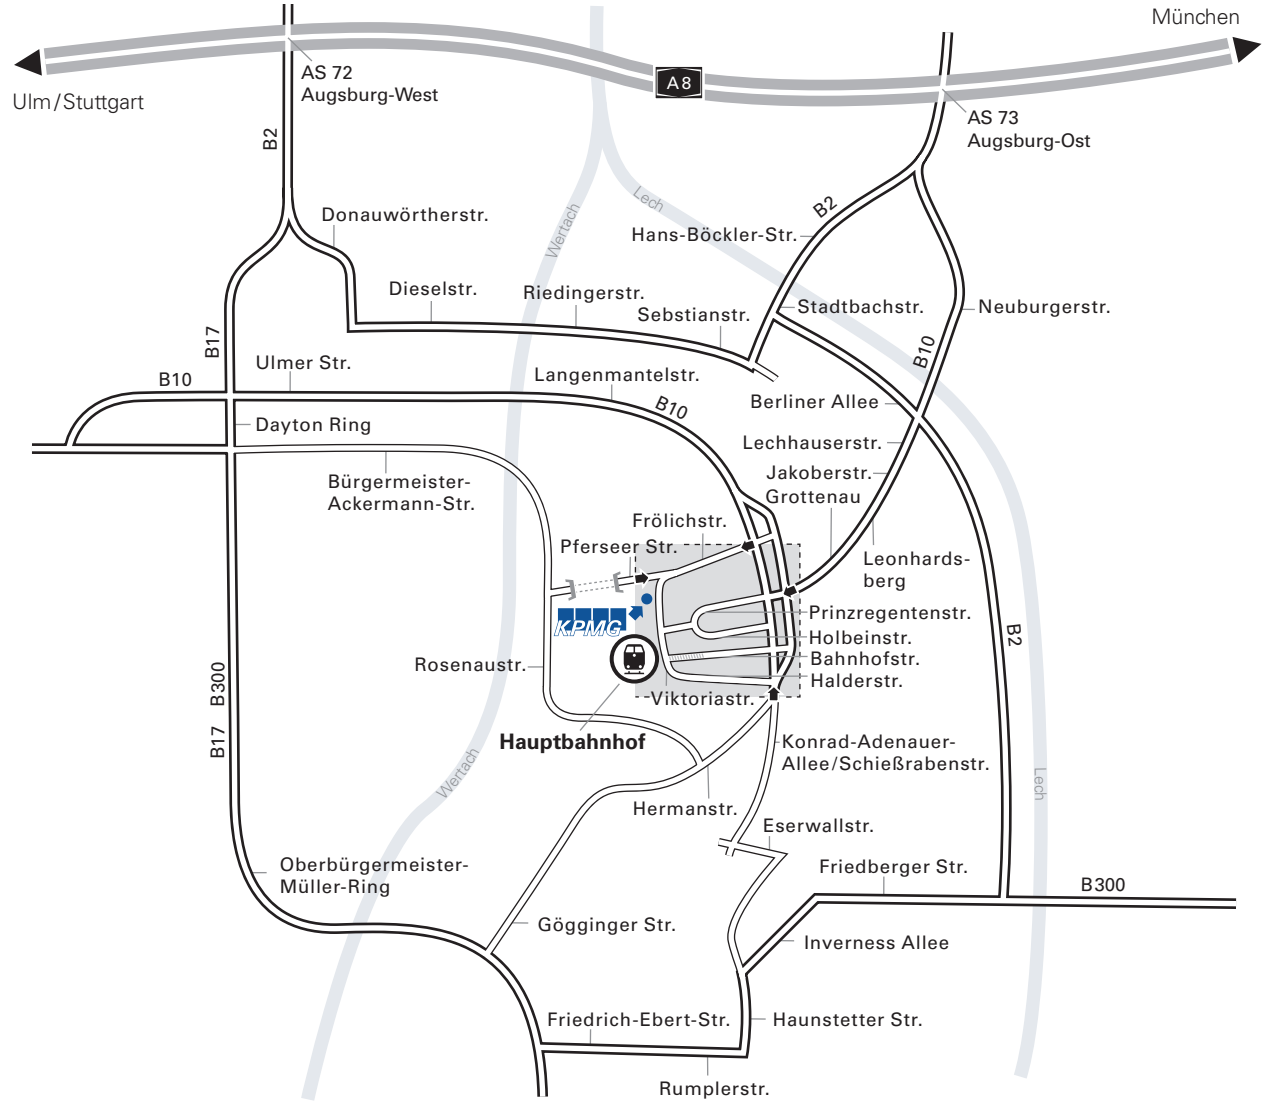 München
A8
AS 72
Augsburg-West
Ulm/Stuttgart
AS 73
Augsburg-Ost
B2
Lech
B2
Wertach
Donauwörtherstr.
Hans-Böckler-Str.
Dieselstr.
Riedingerstr.
Sebstianstr.
Stadtbachstr.
Neuburgerstr.
B17
B10
Ulmer Str.
B10
Langenmantelstr.
B10
Berliner Allee
Dayton Ring
Lechhauserstr.
Bürgermeister-
Ackermann-Str.
Jakoberstr.
Grottenau
Frölichstr.
Pferseer Str.
Leonhards-
berg
Prinzregentenstr.
KPMG
Holbeinstr.
Bahnhofstr.
Halderstr.
B2
Rosenaustr.
B300
Viktoriastr.
B17
Hauptbahnhof
Konrad-Adenauer-
Allee/Schießrabenstr.
Wertach
Lech
Hermanstr.
Eserwallstr.
Oberbürgermeister-
Müller-Ring
Friedberger Str.
B300
Gögginger Str.
Inverness Allee
Friedrich-Ebert-Str.
Haunstetter Str.
Rumplerstr.